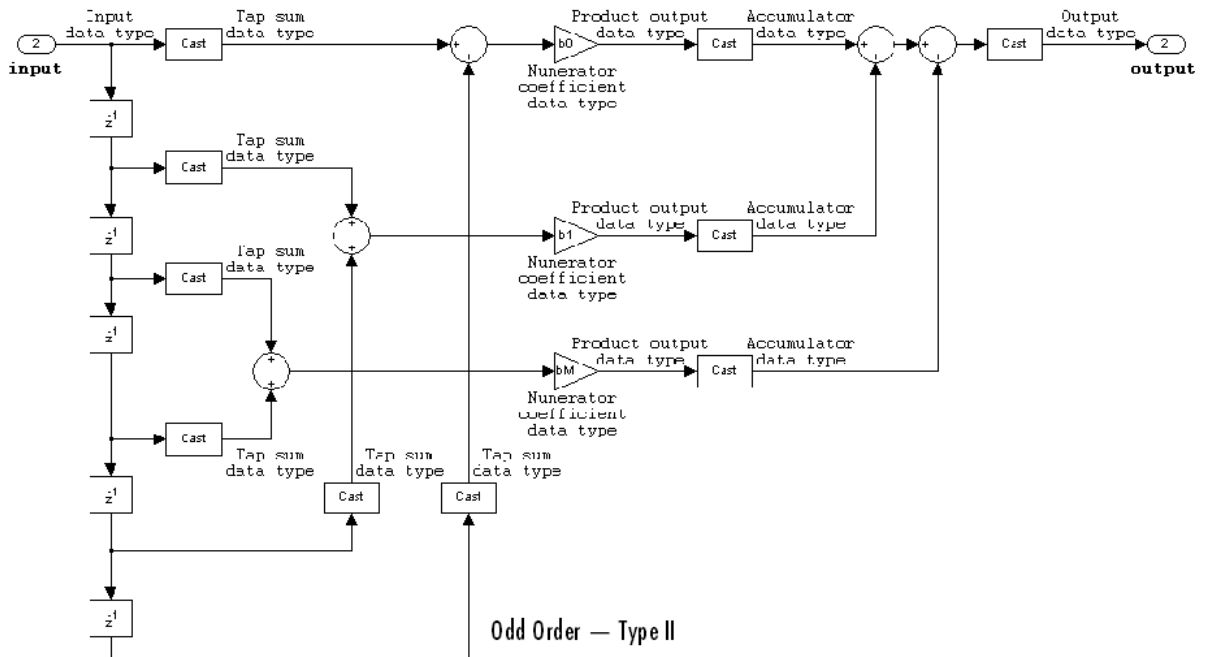 Input
data type
Tap sum
data type
Product output
data type
Accumulator
data type
Output
data type
2
Cast
+
+
b0
Cast
+
+
+
+
Cast
2
input
Nunerator
coefficient
data type
output
z-1
Tap sum
data type
Cast
Product output
data type
Accumulator
data type
z-1
+
+
b1
Cast
Tap sum
data type
Nunerator
coefficient
data type
Cast
z-1
Product output
data type
Accumulator
data type
+
+
bM
Cast
Nunerator
coefficient
data type
Cast
Tap sum
data type
Tap sum
data type
Tap sum
data type
z-1
Cast
Cast
z-1
Odd Order — Type II